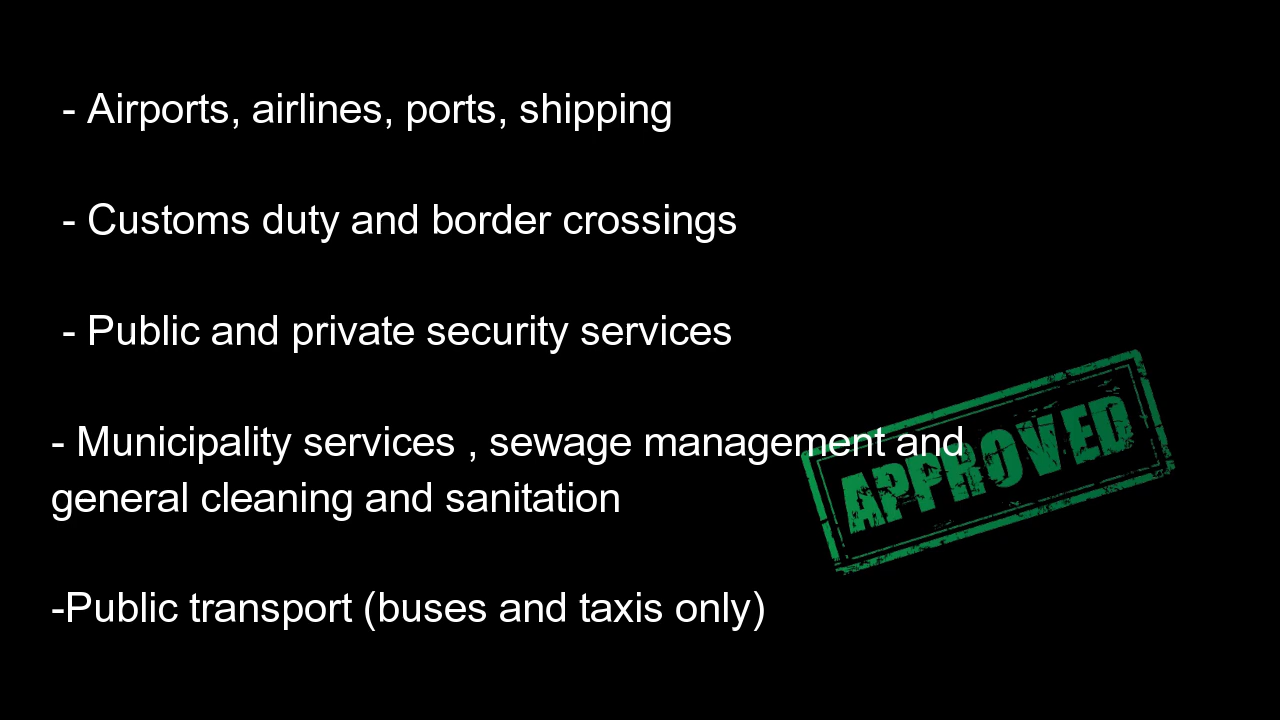 - Airports, airlines, ports, shipping
- Customs duty and border crossings
- Public and private security services
- Municipality services , sewage management and
general cleaning and sanitation
APPROVED
-Public transport (buses and taxis only)